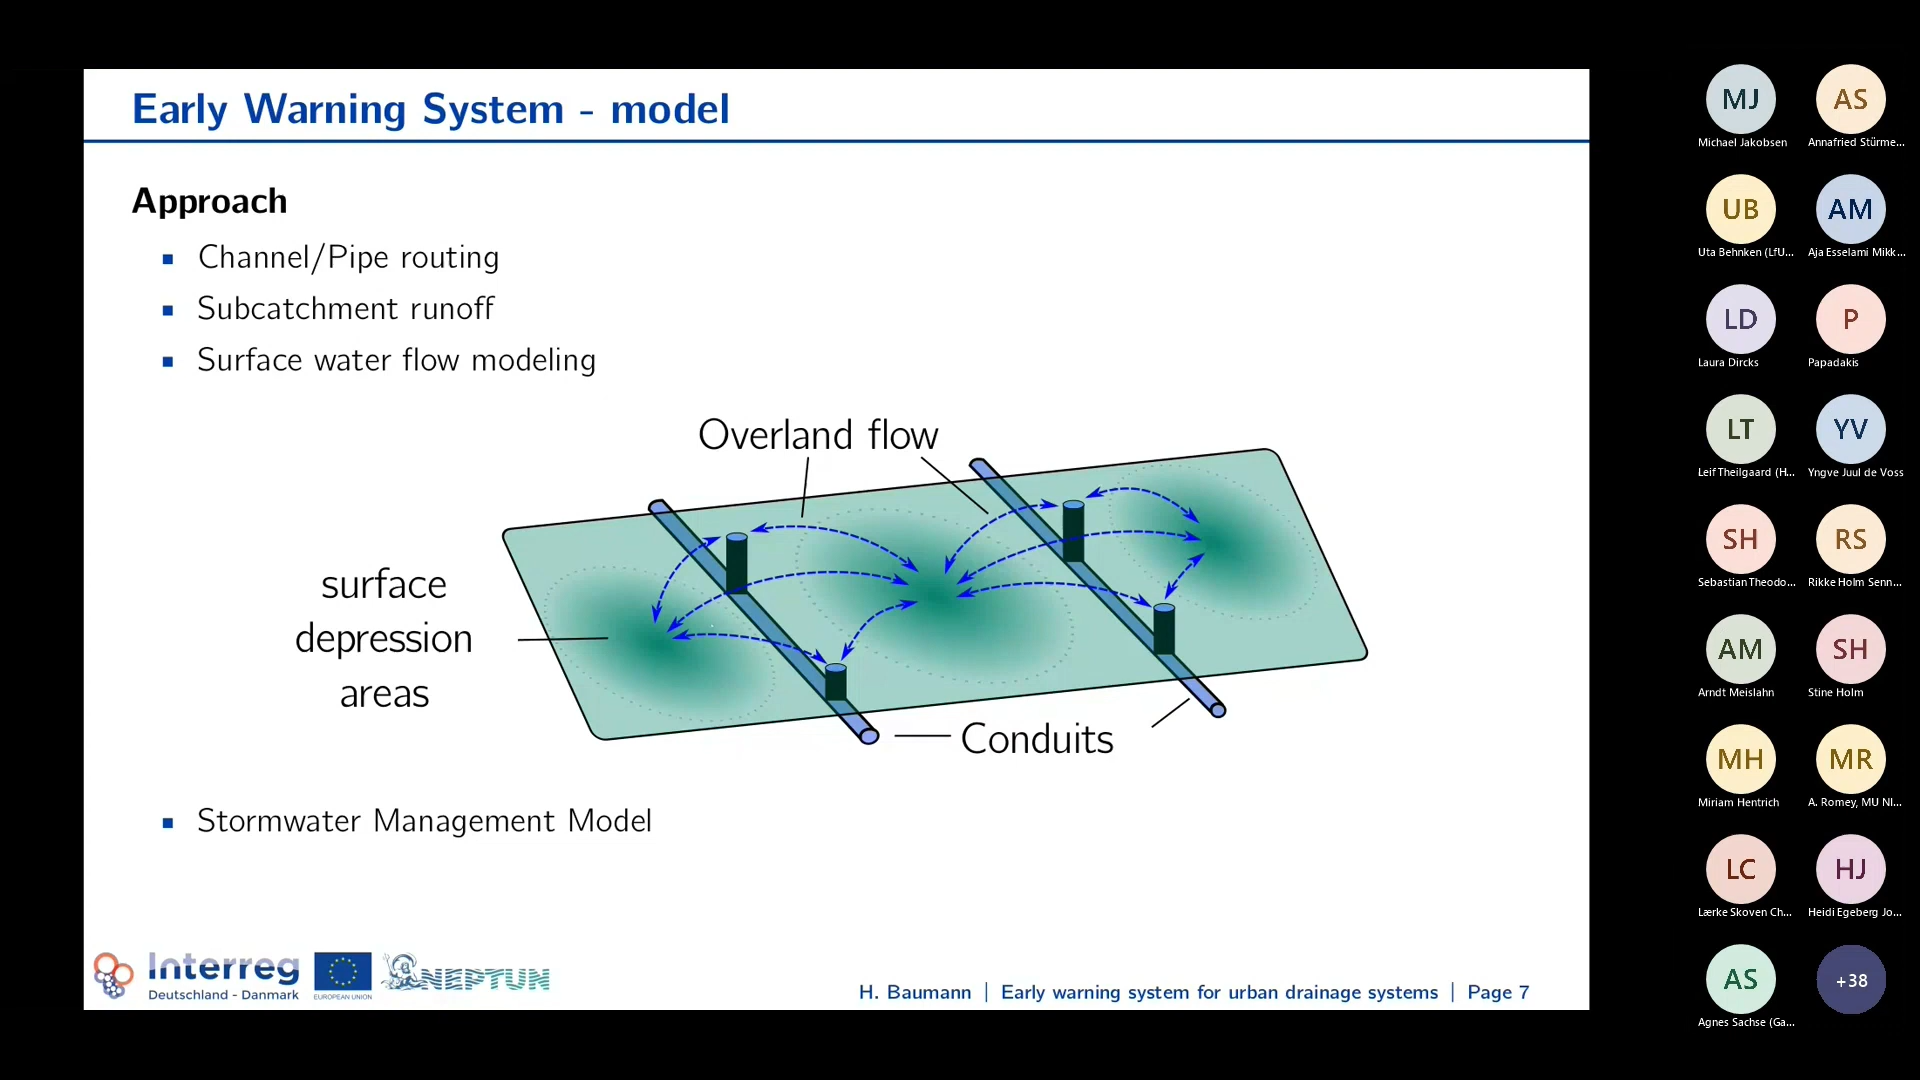 Early Warning System - model
Approach
Channel/Pipe routing
Subcatchment runoff
Surface water flow modeling
Overland flow
surface
depression
areas
Conduits
Stormwater Management Model
Interreg
Deutschland - Danmark
EUROPEAN UNION
NEPTUN
H. Baumann | Early warning system for urban drainage systems | Page 7
MJ
Michael Jakobsen
AS
Annafried Stürme...
UB
Uta Behnken (LfU...
AM
Aja Esselami Mikk...
LD
Laura Dircks
P
Papadakis
LT
Leif Theilgaard (H...
YV
Yngve Juul de Voss
SH
Sebastian Theodo...
RS
Rikke Holm Senn...
AM
Arndt Meislahn
SH
Stine Holm
MH
Miriam Hentrich
MR
A. Romey, MU NI...
LC
Lærke Skoven Ch...
HJ
Heidi Egeberg Jo...
AS
Agnes Sachse (Ga...
+38